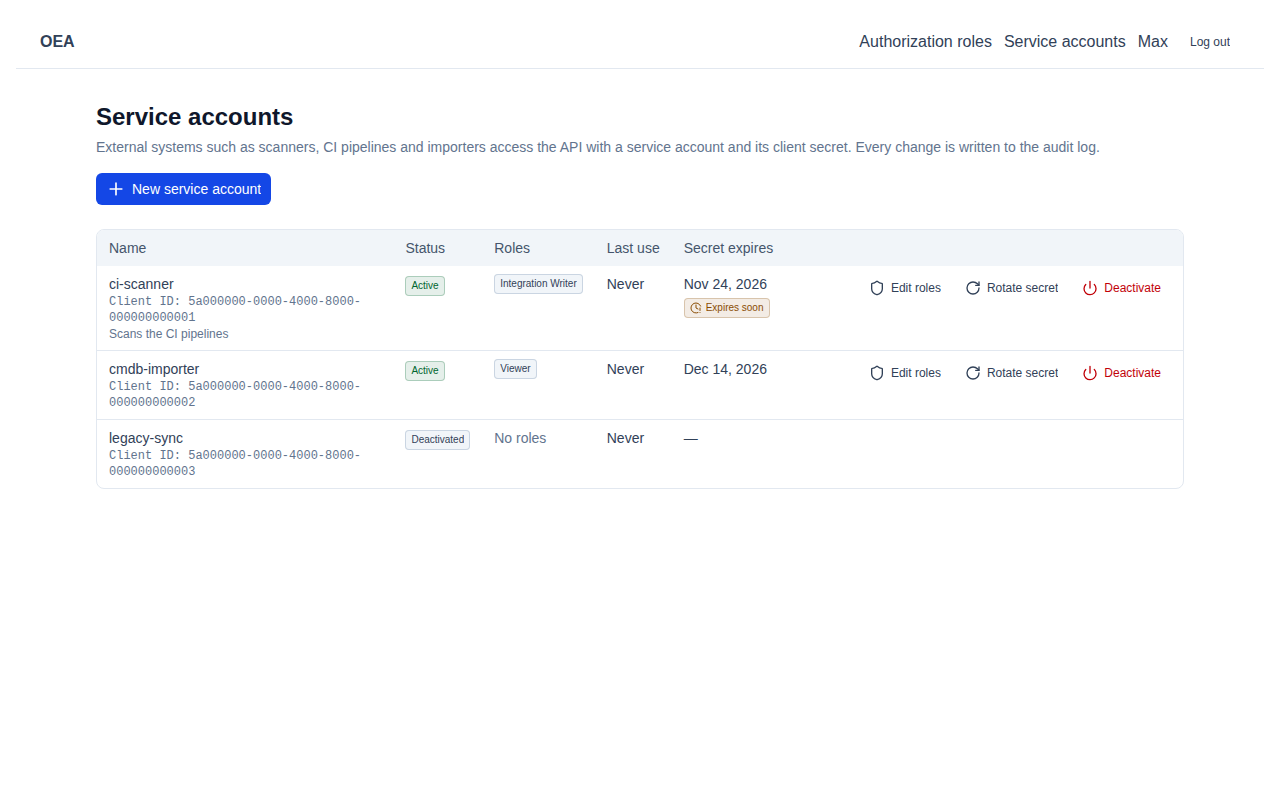 OEA
Authorization roles Service accounts Max Log out
Service accounts
External systems such as scanners, CI pipelines and importers access the API with a service account and its client secret. Every change is written to the audit log.
New service account
Name Status Roles Last use Secret expires
ci-scanner Active Integration Writer Never Nov 24, 2026 Edit roles Rotate secret Deactivate
Client ID: 5a000000-0000-4000-8000-
000000000001
Expires soon
Scans the CI pipelines
cmdb-importer Active Viewer Never Dec 14, 2026 Edit roles Rotate secret Deactivate
Client ID: 5a000000-0000-4000-8000-
000000000002
legacy-sync Deactivated No roles Never —
Client ID: 5a000000-0000-4000-8000-
000000000003